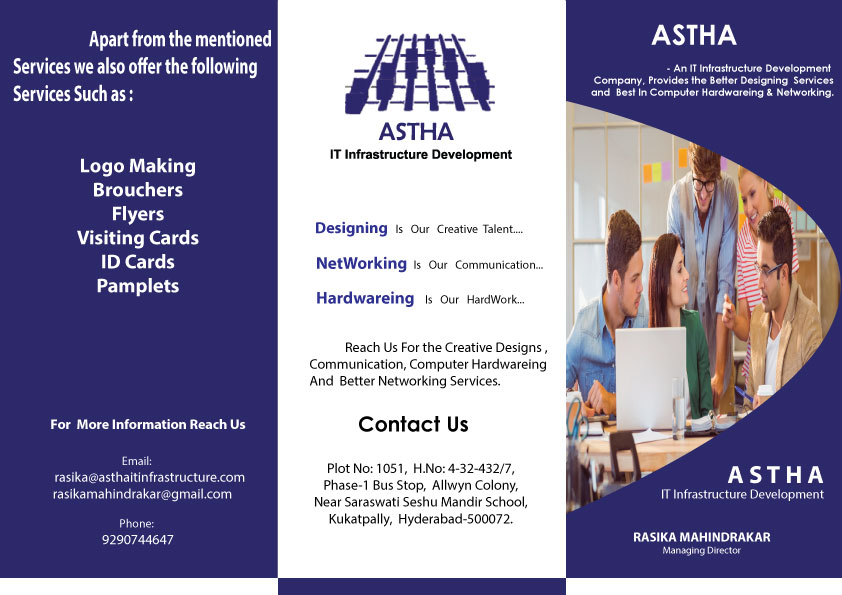 Apart from the mentioned
Services we also offer the following
Services Such as :
Logo Making
Brouchers
Flyers
Visiting Cards
ID Cards
Pamplets
For More Information Reach Us
Email:
rasika@asthaitinfrastructure.com
rasikamahindrakar@gmail.com
Phone:
9290744647
ASTHA
IT Infrastructure Development
Designing Is Our Creative Talent....
NetWorking Is Our Communication...
Hardwareing Is Our HardWork...
Reach Us For the Creative Designs ,
Communication, Computer Hardwareing
And Better Networking Services.
Contact Us
Plot No: 1051, H.No: 4-32-432/7,
Phase-1 Bus Stop, Allwyn Colony,
Near Saraswati Seshu Mandir School,
Kukatpally, Hyderabad-500072.
ASTHA
- An IT Infrastructure Development
Company, Provides the Better Designing Services
and Best In Computer Hardwareing & Networking.
ASTHA
IT Infrastructure Development
RASIKA MAHINDRAKAR
Managing Director